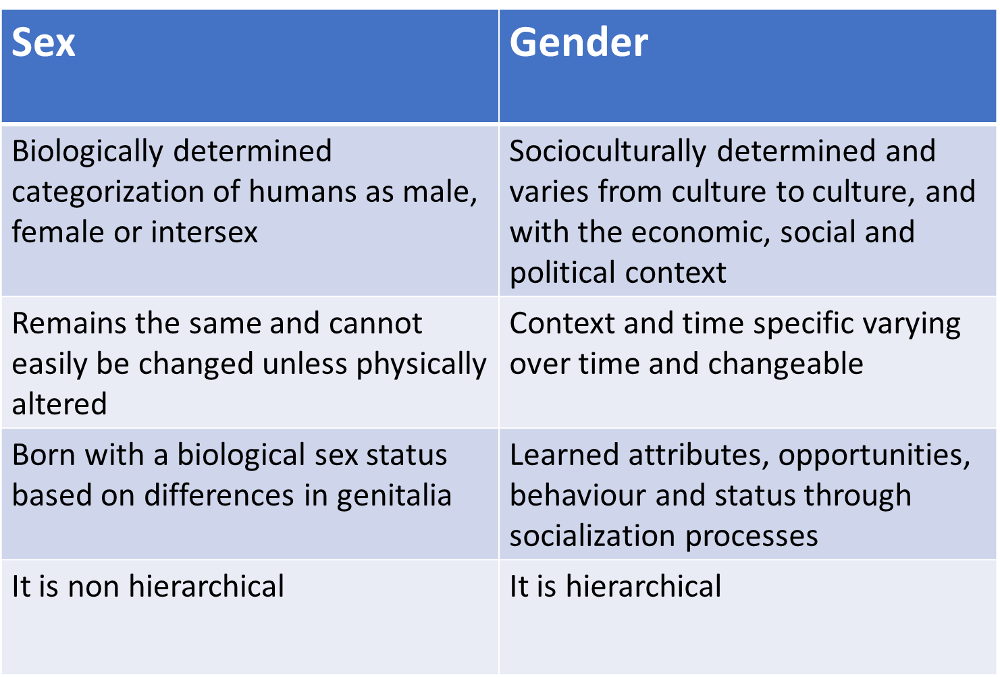 Sex
Gender
Biologically determined
categorization of humans as male,
female or intersex
Socioculturally determined and
varies from culture to culture, and
with the economic, social and
political context
Remains the same and cannot
easily be changed unless physically
altered
Context and time specific varying
over time and changeable
Born with a biological sex status
based on differences in genitalia
Learned attributes, opportunities,
behaviour and status through
socialization processes
It is non hierarchical
It is hierarchical